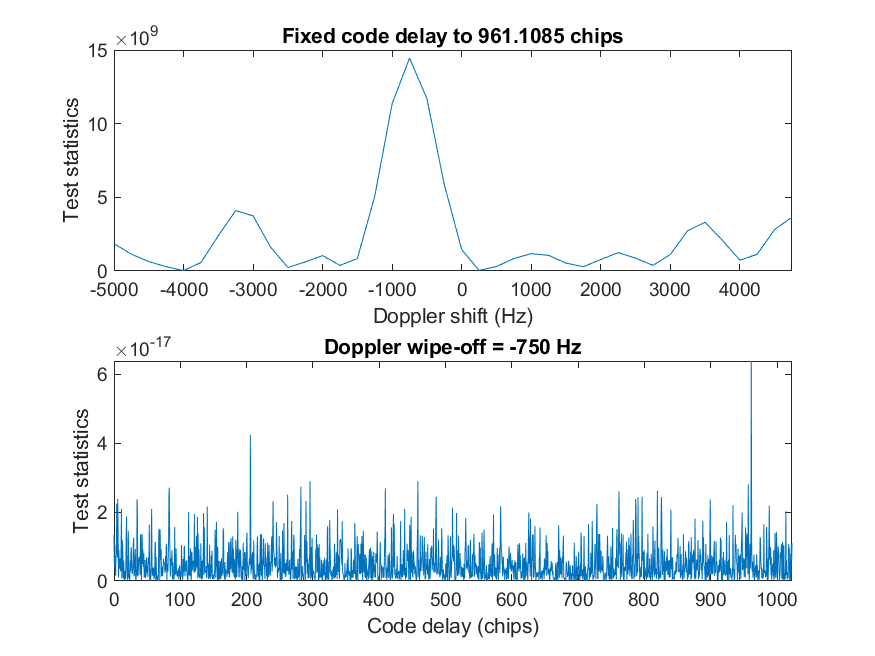 ×10⁹
Fixed code delay to 961.1085 chips
15
10
5
0
Test statistics
-5000 -4000 -3000 -2000 -1000 0 1000 2000 3000 4000
Doppler shift (Hz)
×10⁻¹⁷
Doppler wipe-off = -750 Hz
6
4
2
0
Test statistics
0 100 200 300 400 500 600 700 800 900 1000
Code delay (chips)